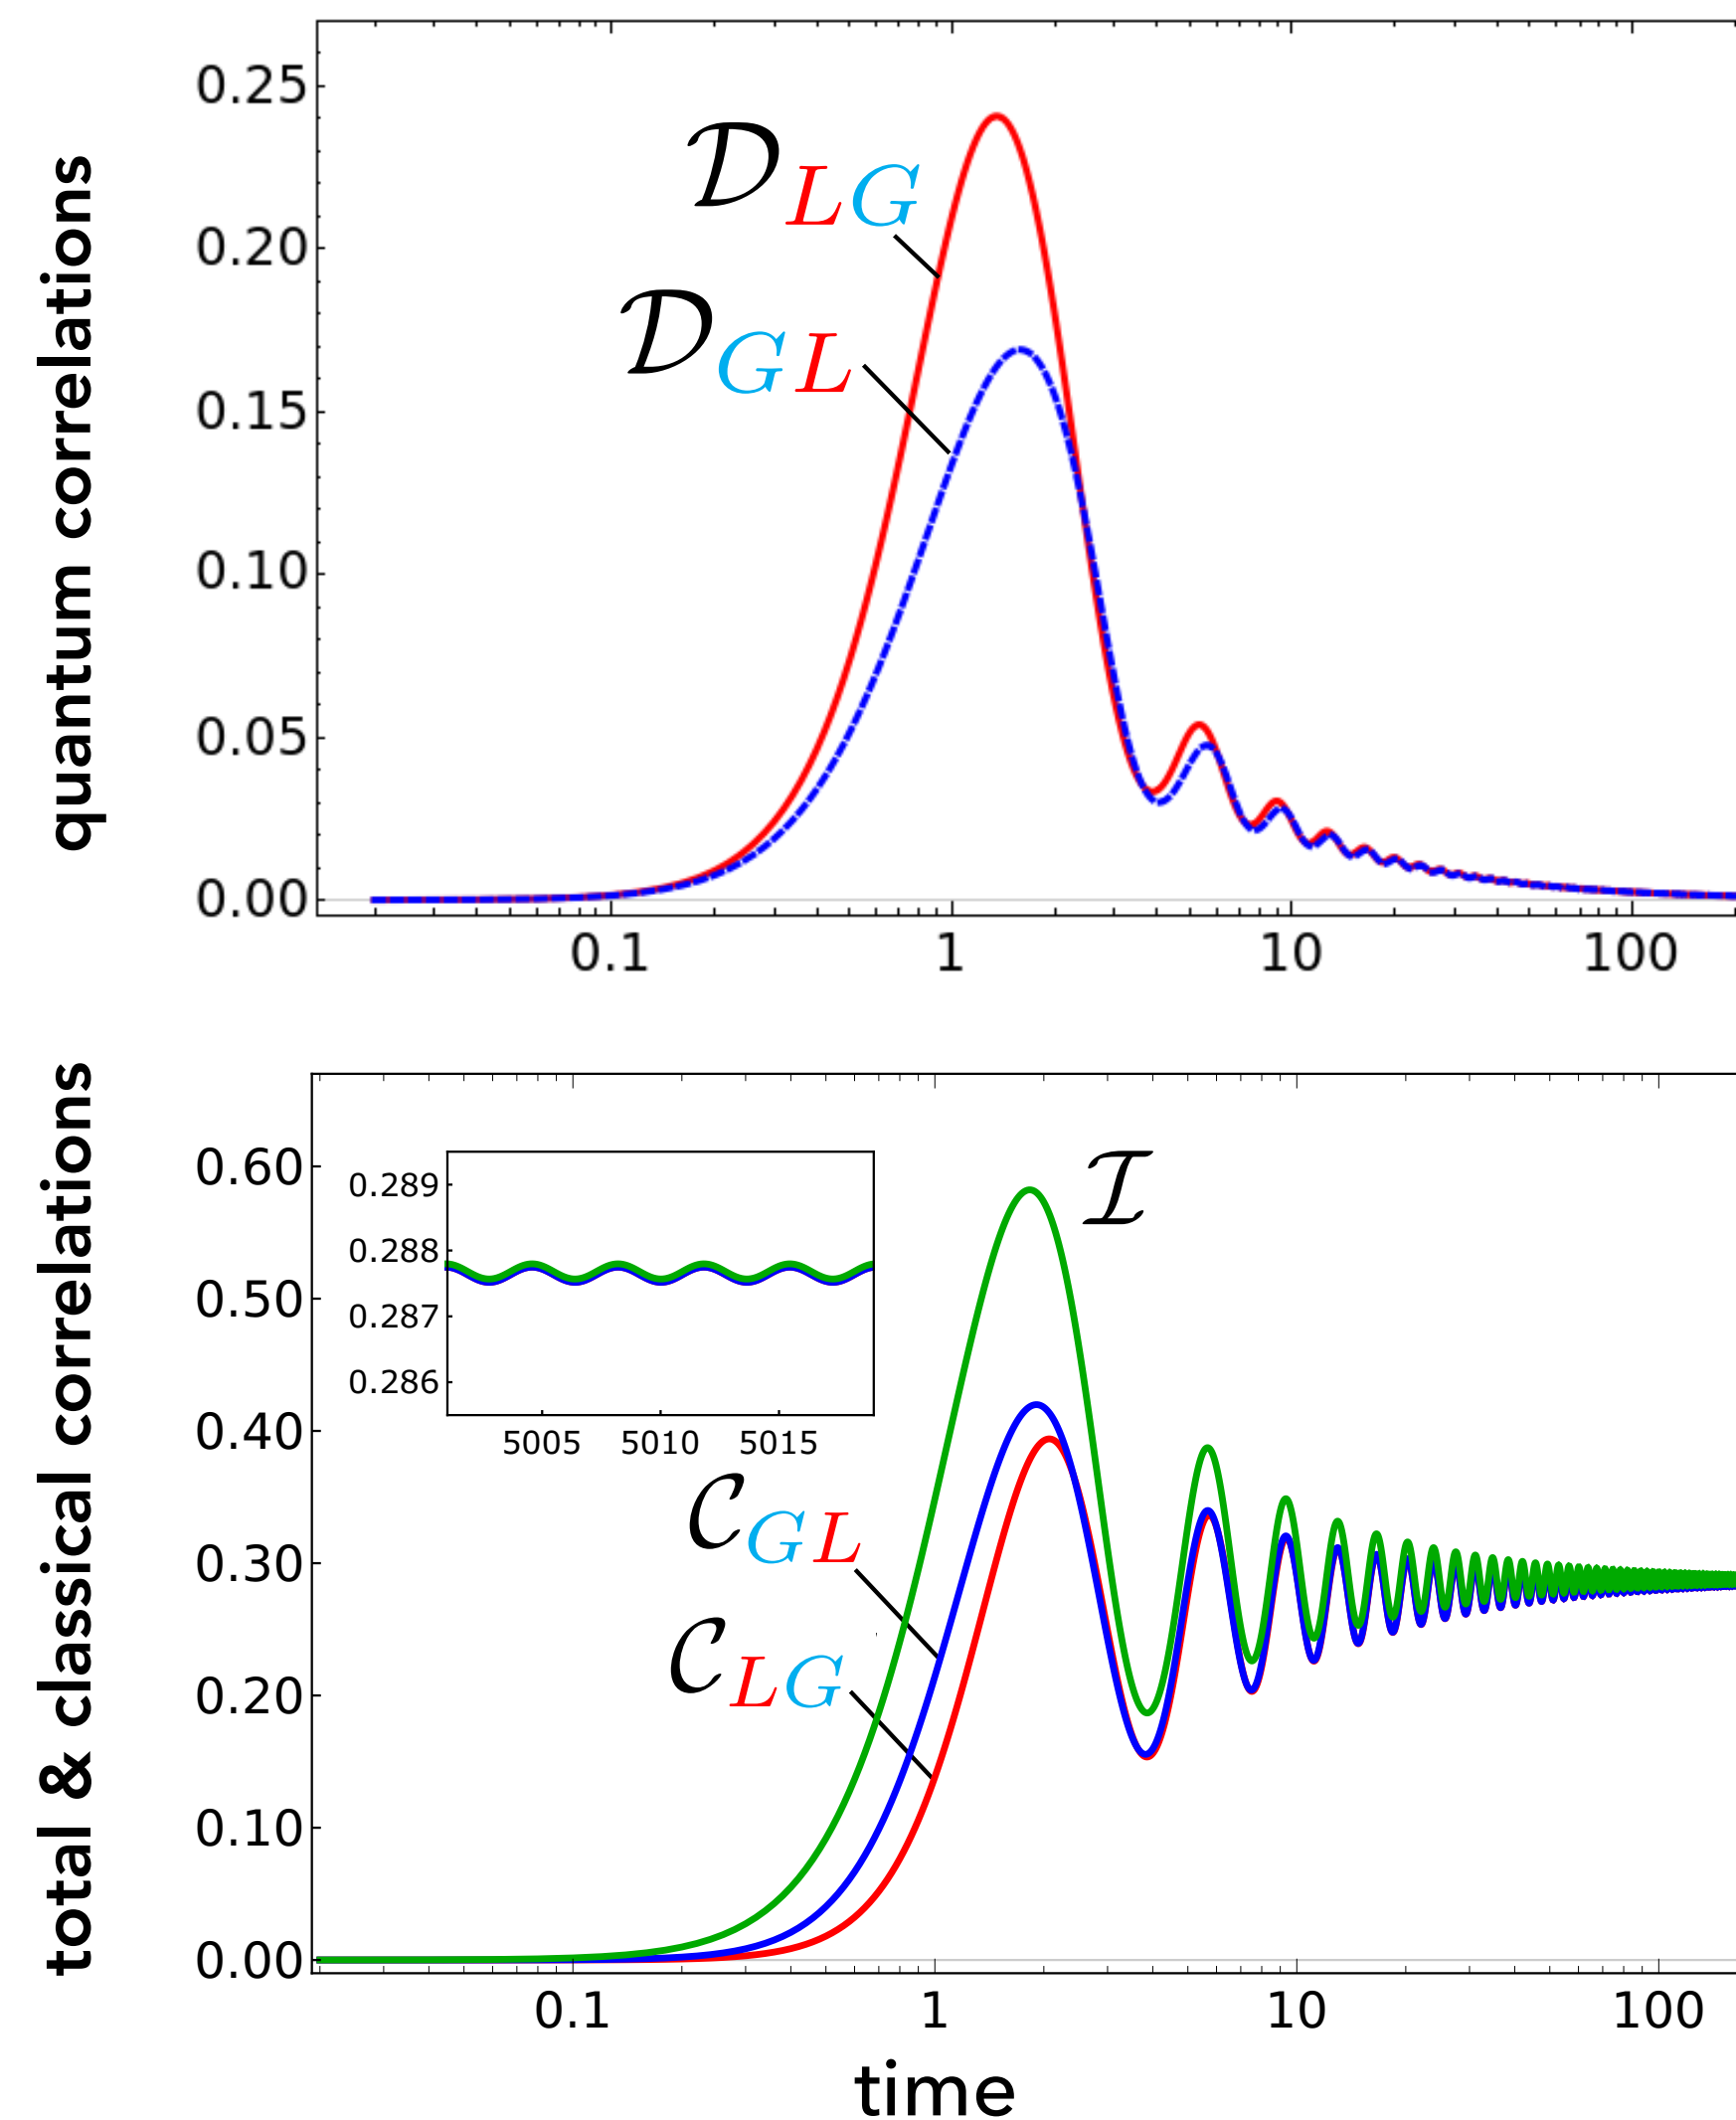 quantum correlations
0.25
0.20
0.15
0.10
0.05
0.00
𝒟LG
𝒟GL
0.1 1 10 100
total & classical correlations
0.60
0.50
0.40
0.30
0.20
0.10
0.00
0.289
0.288
0.287
0.286
5005 5010 5015
ℐ
𝒞GL
𝒞LG
0.1 1 10 100
time